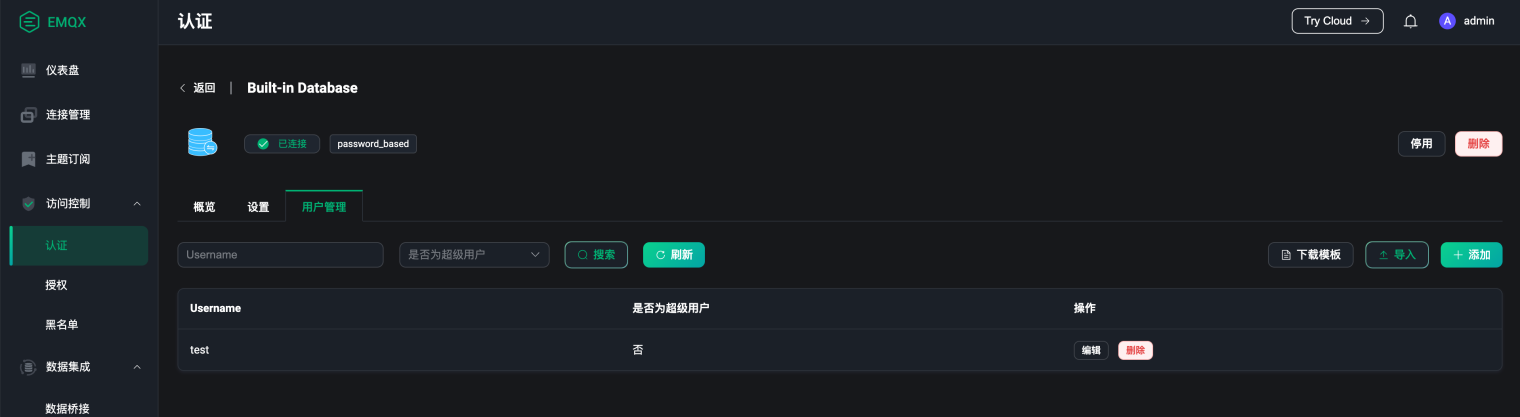 EMQX
认证
Try Cloud →
A admin
仪表盘
连接管理
主题订阅
访问控制
认证
授权
黑名单
数据集成
数据桥接
返回 | Built-in Database
已连接 password_based
停用 删除
概览 设置 用户管理
Username 是否为超级用户 搜索 刷新 下载模板 导入 添加
Username 是否为超级用户 操作
test 否 编辑 删除